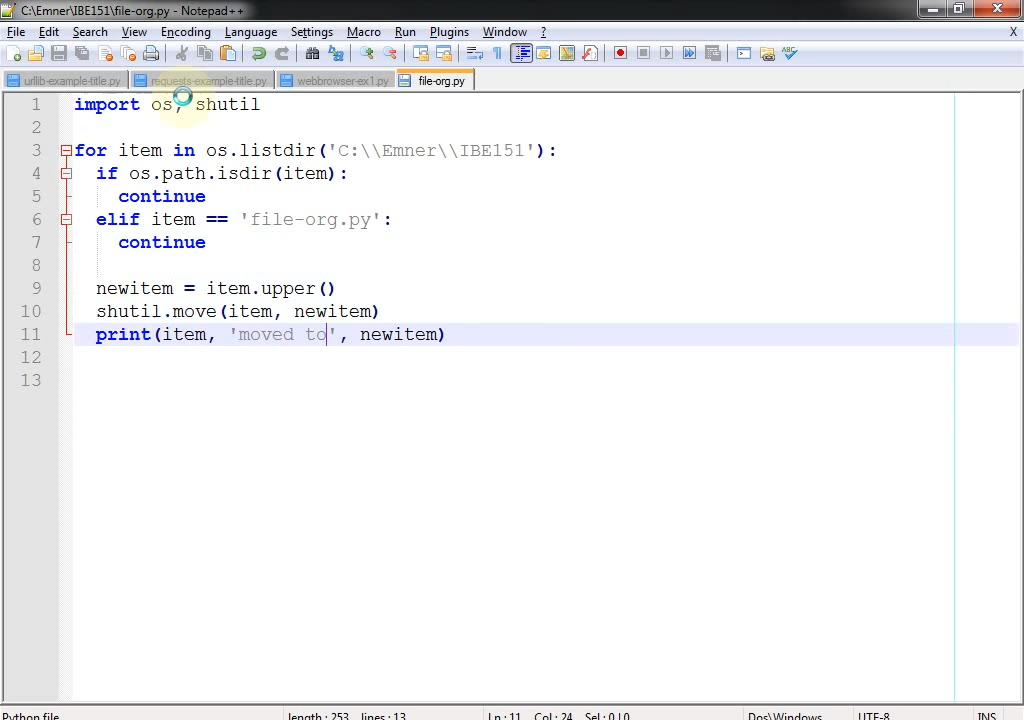 C:\Emner\IBE151\file-org.py - Notepad++
File Edit Search View Encoding Language Settings Macro Run Plugins Window ? X
urllib-example-title.py requests-example-title.py webbrowser-ex1.py file-org.py
1 import os, shutil
2
3 for item in os.listdir('C:\\Emner\\IBE151'):
4 if os.path.isdir(item):
5 continue
6 elif item == 'file-org.py':
7 continue
8
9 newitem = item.upper()
10 shutil.move(item, newitem)
11 print(item, 'moved to', newitem)
12
13
Python file length : 253 lines : 13 Ln : 11 Col : 24 Sel : 0 | 0 Dos\Windows UTF-8 INS